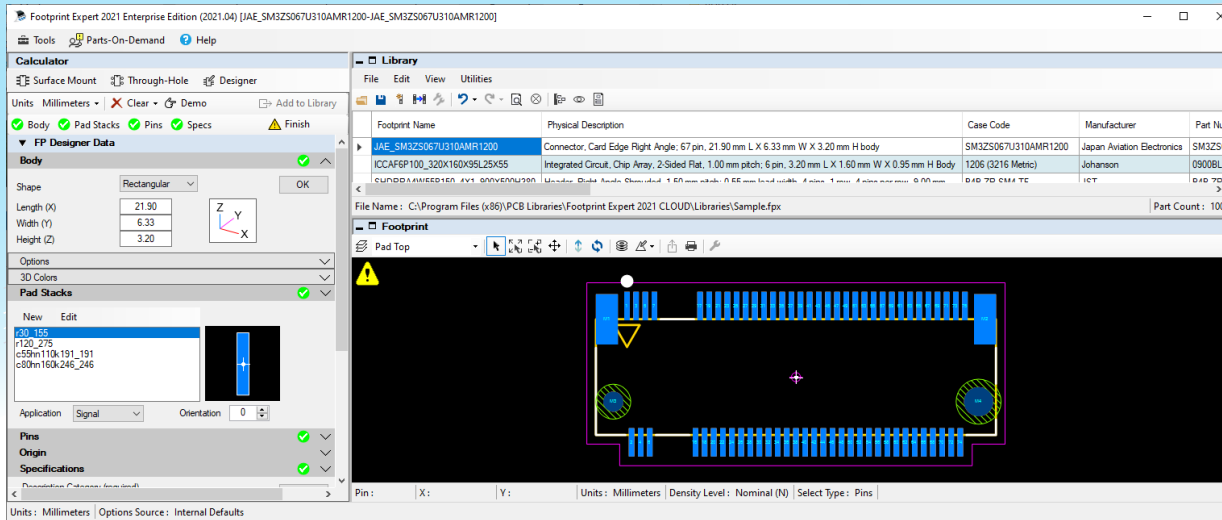 Footprint Expert 2021 Enterprise Edition (2021.04) [JAE_SM3ZS067U310AMR1200-JAE_SM3ZS067U310AMR1200]
Tools Parts-On-Demand Help
Calculator
Surface Mount Through-Hole Designer
Units Millimeters Clear Demo Add to Library
Body Pad Stacks Pins Specs Finish
FP Designer Data
Body
Shape Rectangular OK
Length (X) 21.90
Width (Y) 6.33
Height (Z) 3.20
Z
Y
X
Options
3D Colors
Pad Stacks
New Edit
r30_155
r120_275
c55hn110k191_191
c80hn160k246_246
Application Signal Orientation 0
Pins
Origin
Specifications
Description Category (required)
Units : Millimeters Options Source : Internal Defaults
Library
File Edit View Utilities
Footprint Name Physical Description Case Code Manufacturer Part Nu
JAE_SM3ZS067U310AMR1200 Connector, Card Edge Right Angle; 67 pin, 21.90 mm L X 6.33 mm W X 3.20 mm H body SM3ZS067U310AMR1200 Japan Aviation Electronics SM3ZS
ICCAF6P100_320X160X95L25X55 Integrated Circuit, Chip Array, 2-Sided Flat, 1.00 mm pitch; 6 pin, 3.20 mm L X 1.60 mm W X 0.95 mm H Body 1206 (3216 Metric) Johanson 0900BL
File Name : C:\Program Files (x86)\PCB Libraries\Footprint Expert 2021 CLOUD\Libraries\Sample.fpx Part Count : 100
Footprint
Pad Top
Pin : X : Y : Units : Millimeters Density Level : Nominal (N) Select Type : Pins